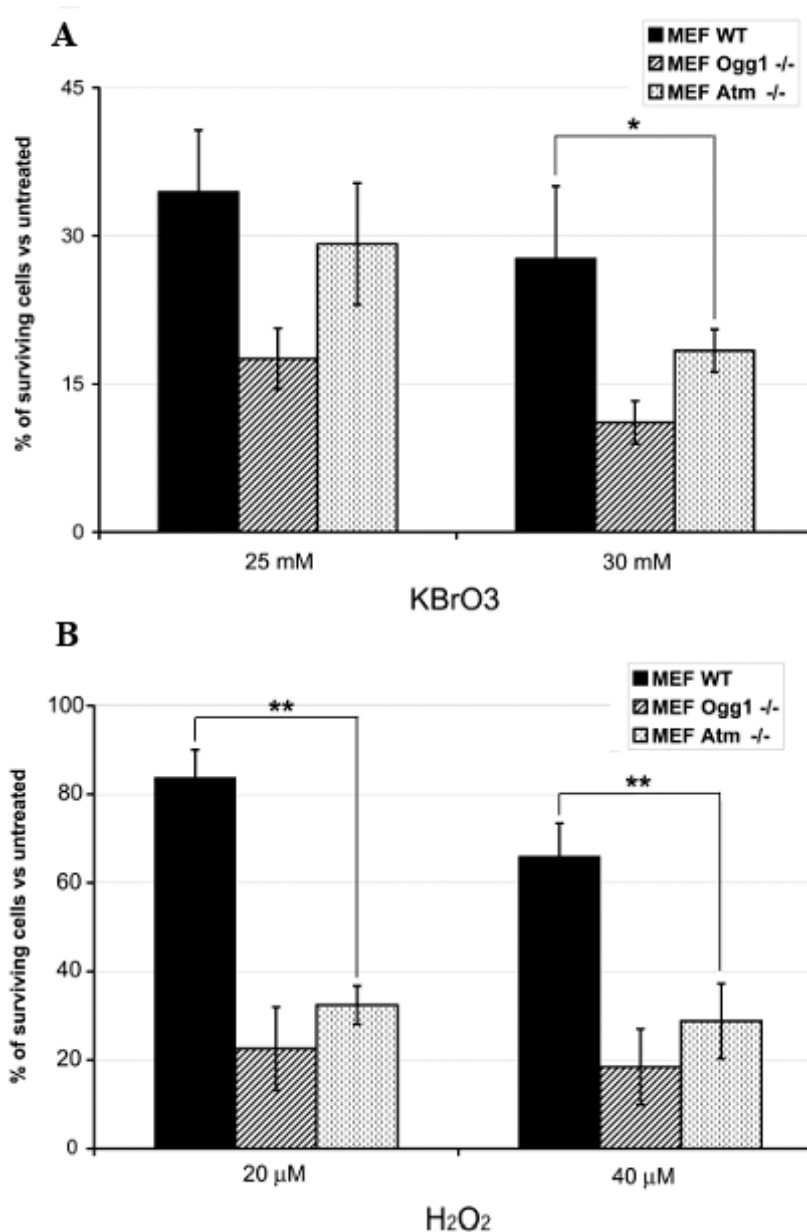 A
MEF WT
MEF Ogg1 -/-
MEF Atm -/-
% of surviving cells vs untreated
45
30
15
0
*
25 mM
30 mM
KBrO3
B
MEF WT
MEF Ogg1 -/-
MEF Atm -/-
% of surviving cells vs untreated
100
80
60
40
20
0
**
**
20 µM
40 µM
H₂O₂